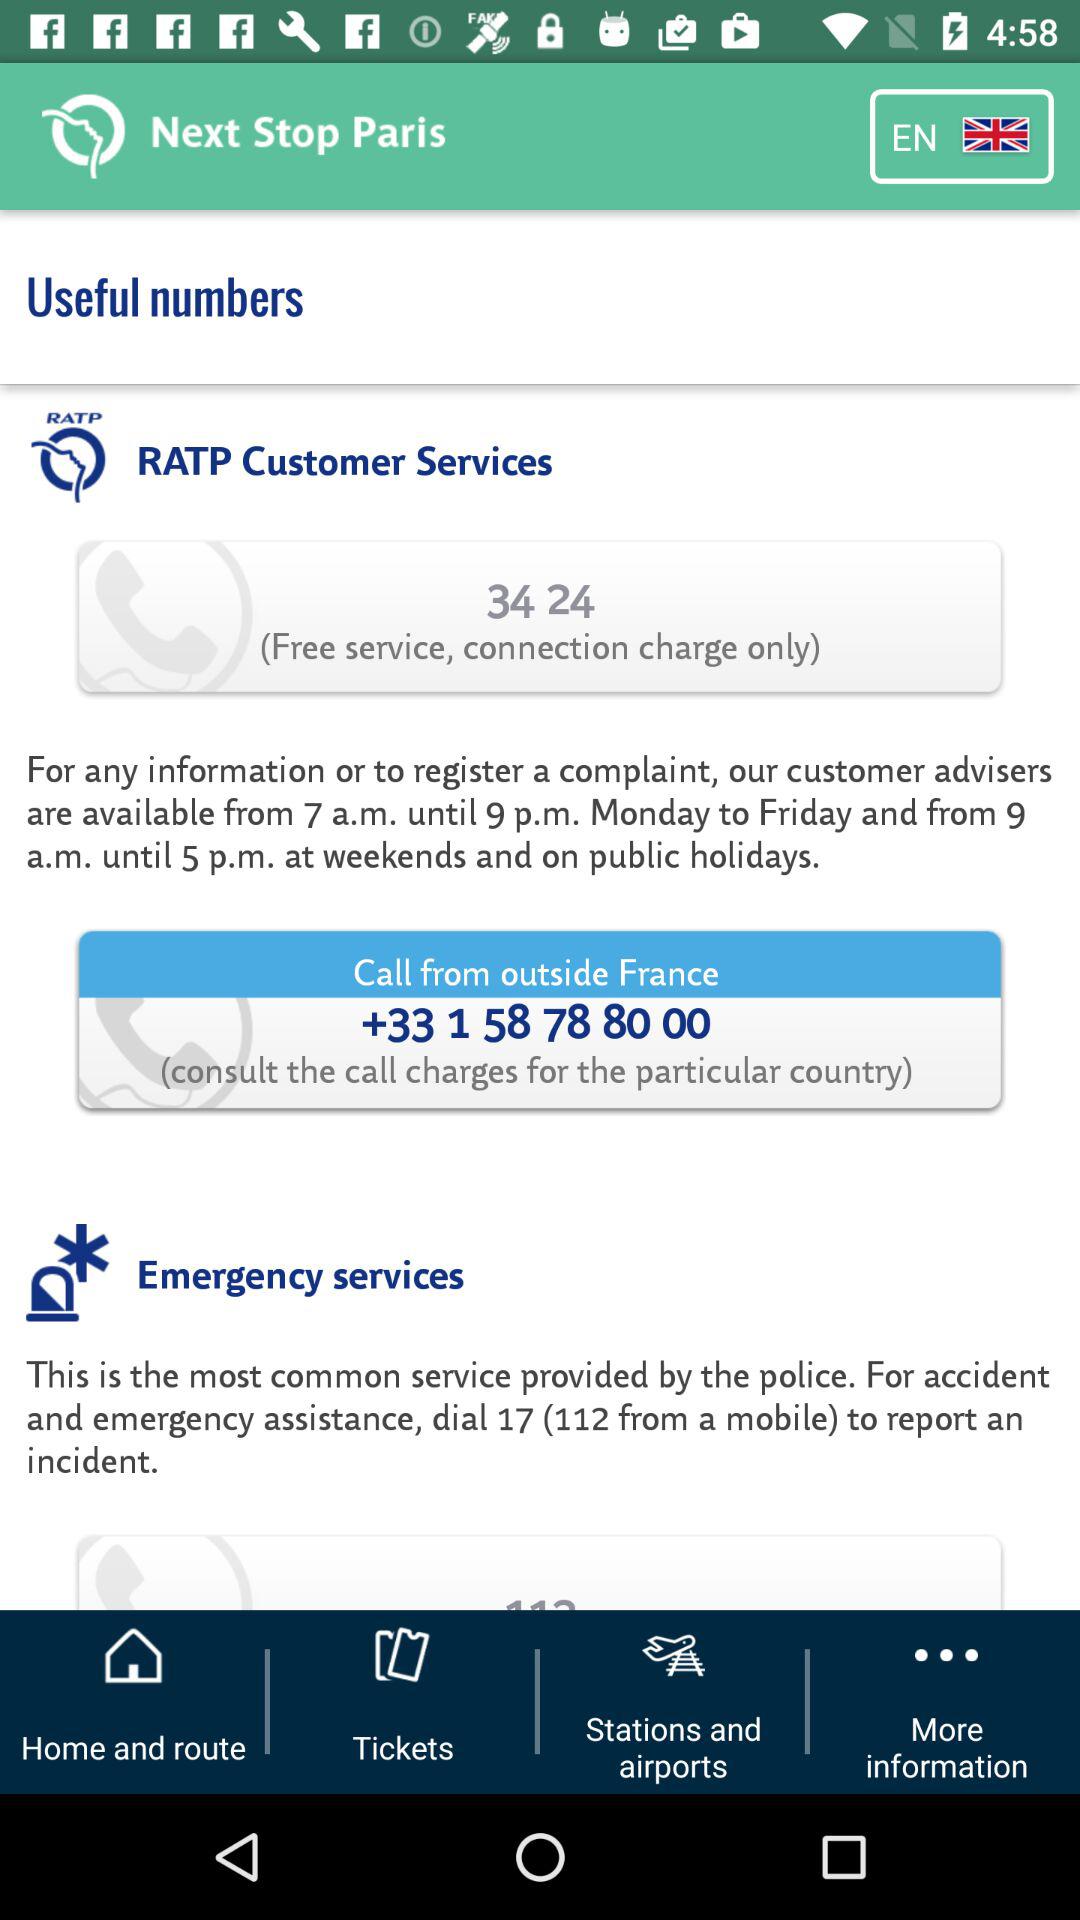 FAKE
4:58
Next Stop Paris
EN
Useful numbers
RATP
RATP Customer Services
34 24
(Free service, connection charge only)
For any information or to register a complaint, our customer advisers
are available from 7 a.m. until 9 p.m. Monday to Friday and from 9
a.m. until 5 p.m. at weekends and on public holidays.
Call from outside France
+33 1 58 78 80 00
(consult the call charges for the particular country)
Emergency services
This is the most common service provided by the police. For accident
and emergency assistance, dial 17 (112 from a mobile) to report an
incident.
Home and route
Tickets
Stations and
airports
More
information